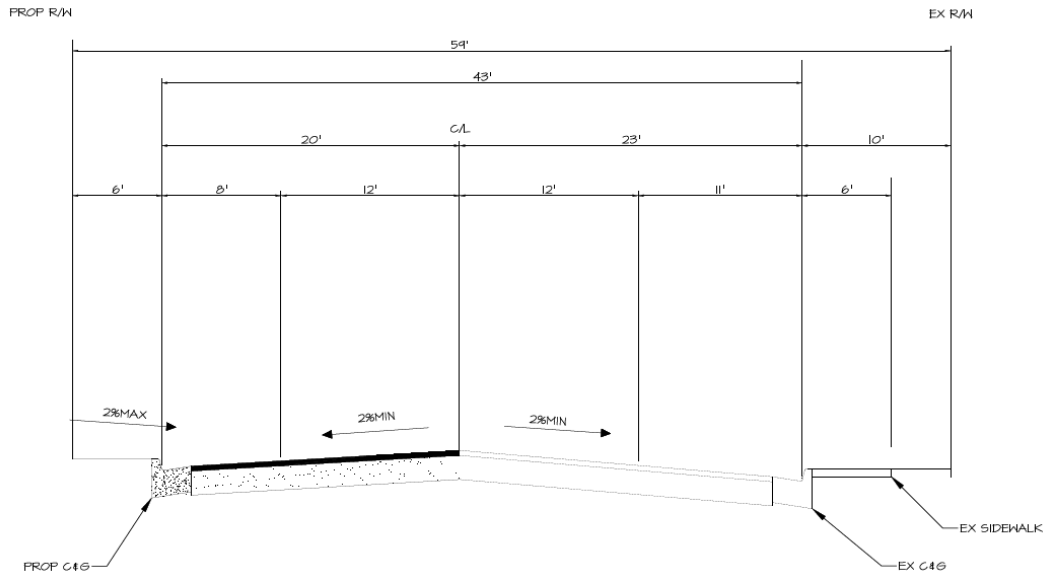 PROP R/W
EX R/W
59'
43'
C/L
20'
23'
10'
6'
8'
12'
12'
11'
6'
2%MAX
2%MIN
2%MIN
EX SIDEWALK
PROP C&G
EX C&G